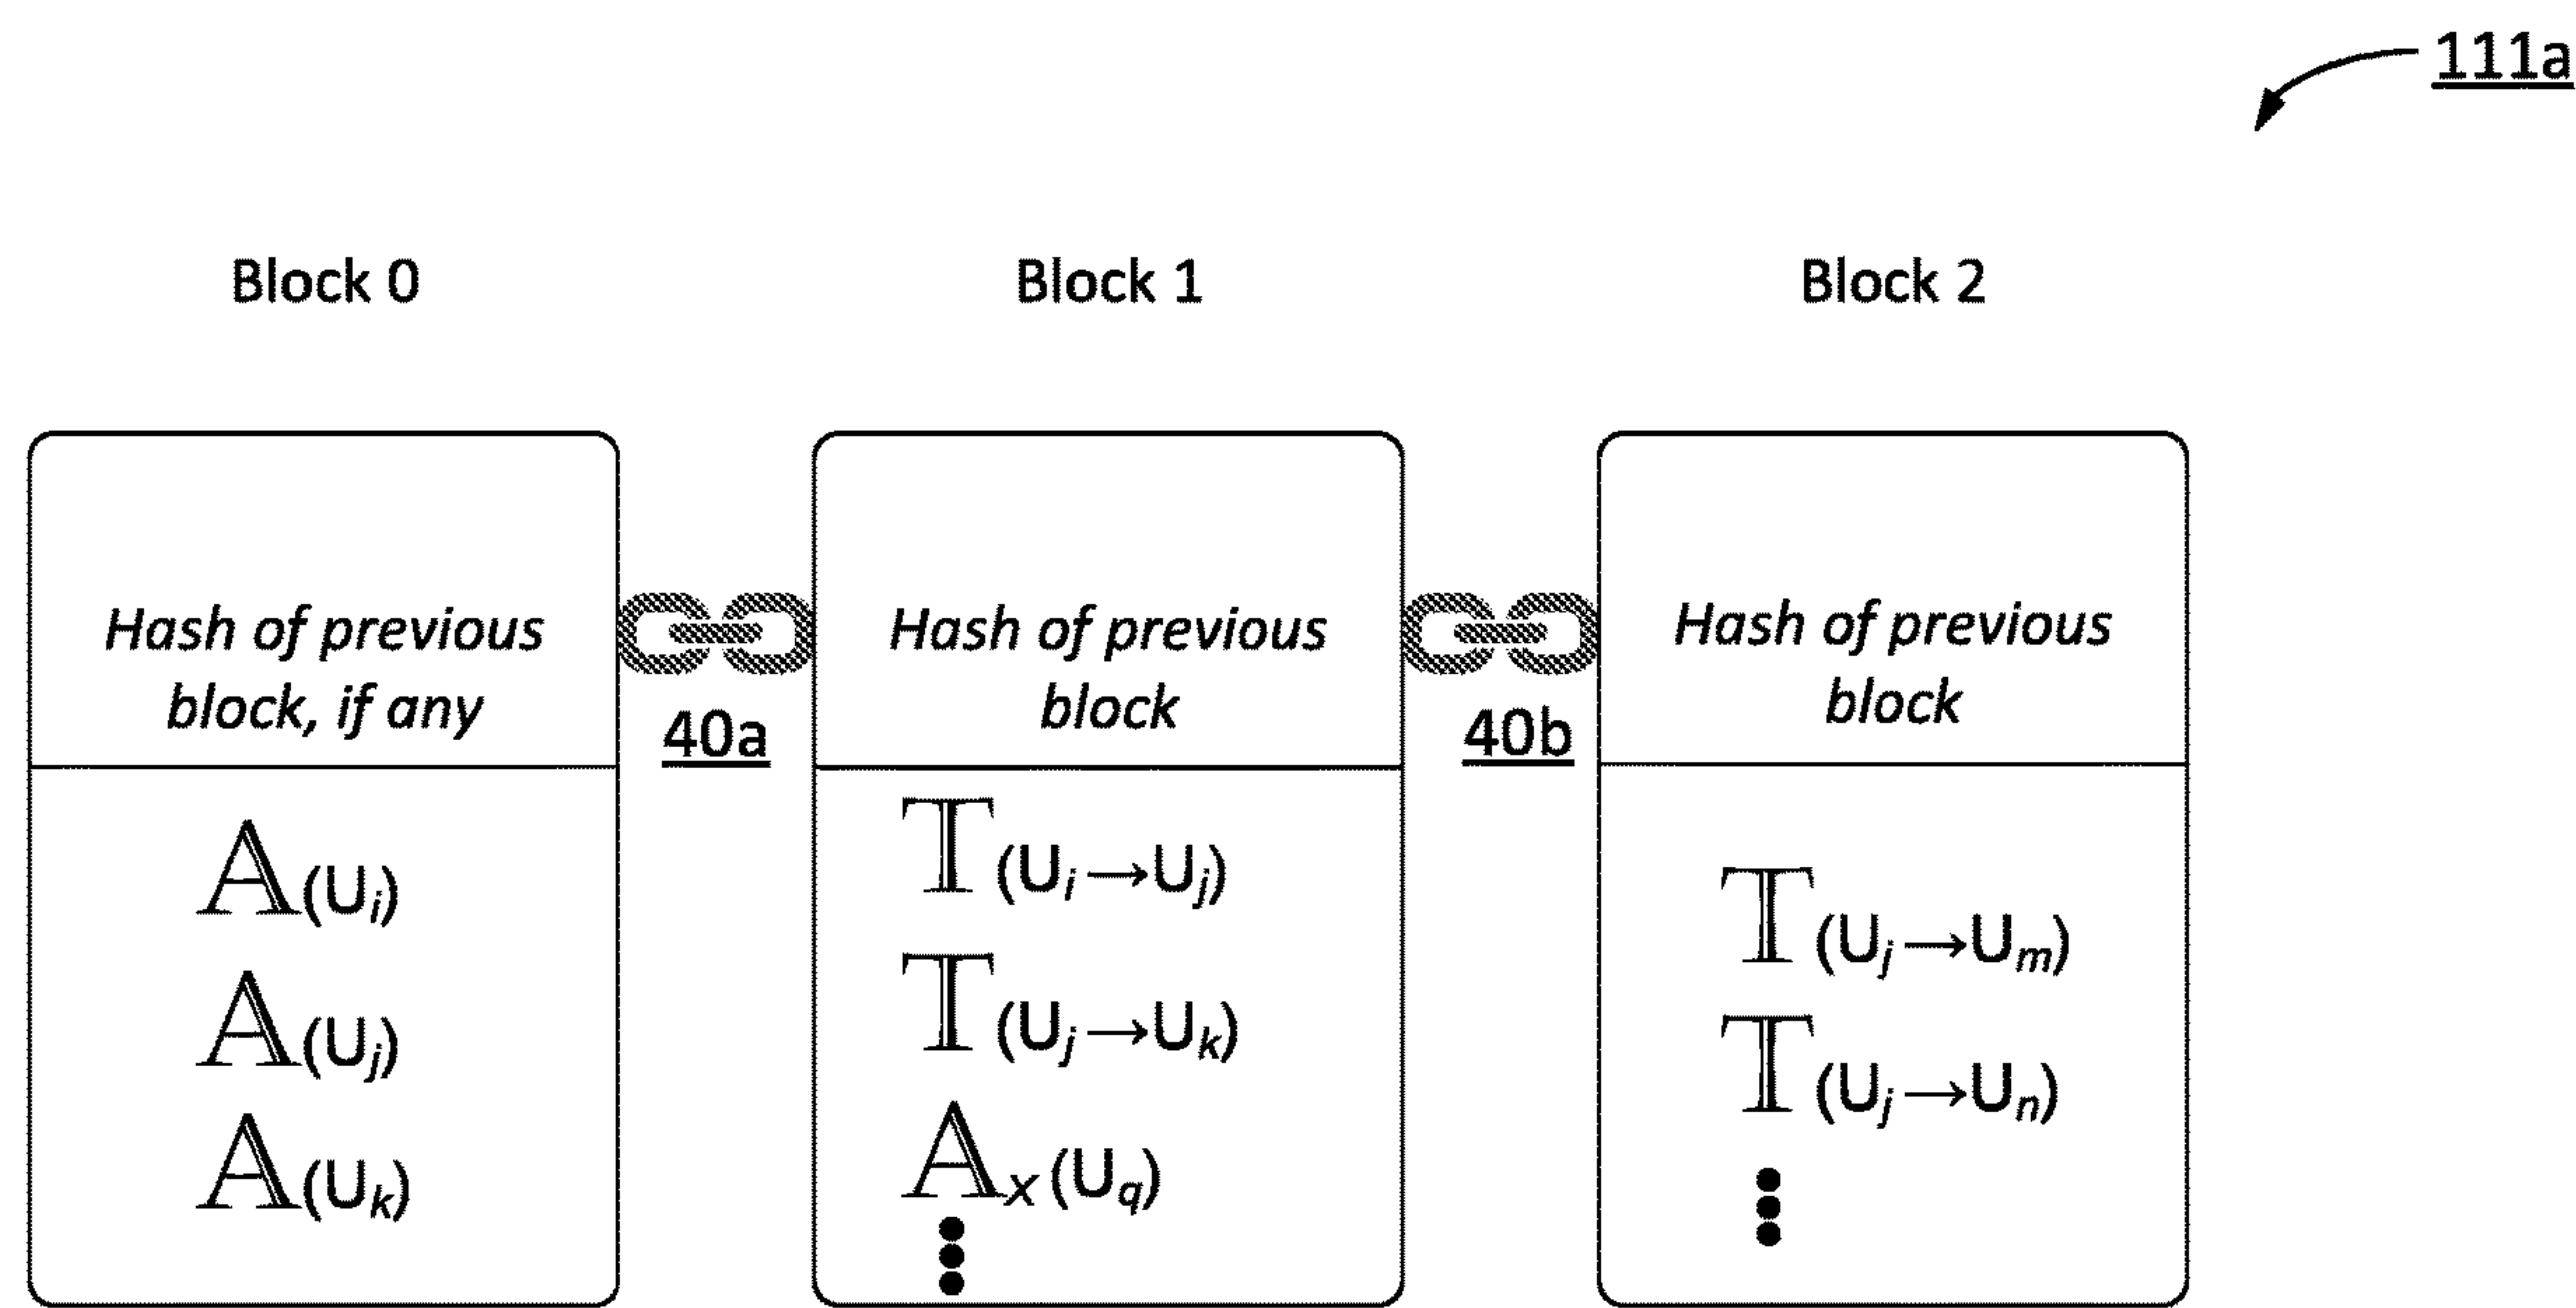 111a
Block 0
Block 1
Block 2
Hash of previous
block, if any
𝔸(Uᵢ)
𝔸(Uⱼ)
𝔸(Uₖ)
40a
Hash of previous
block
𝕋(Uᵢ→Uⱼ)
𝕋(Uⱼ→Uₖ)
𝔸ₓ(U_q)
40b
Hash of previous
block
𝕋(Uⱼ→Uₘ)
𝕋(Uⱼ→Uₙ)